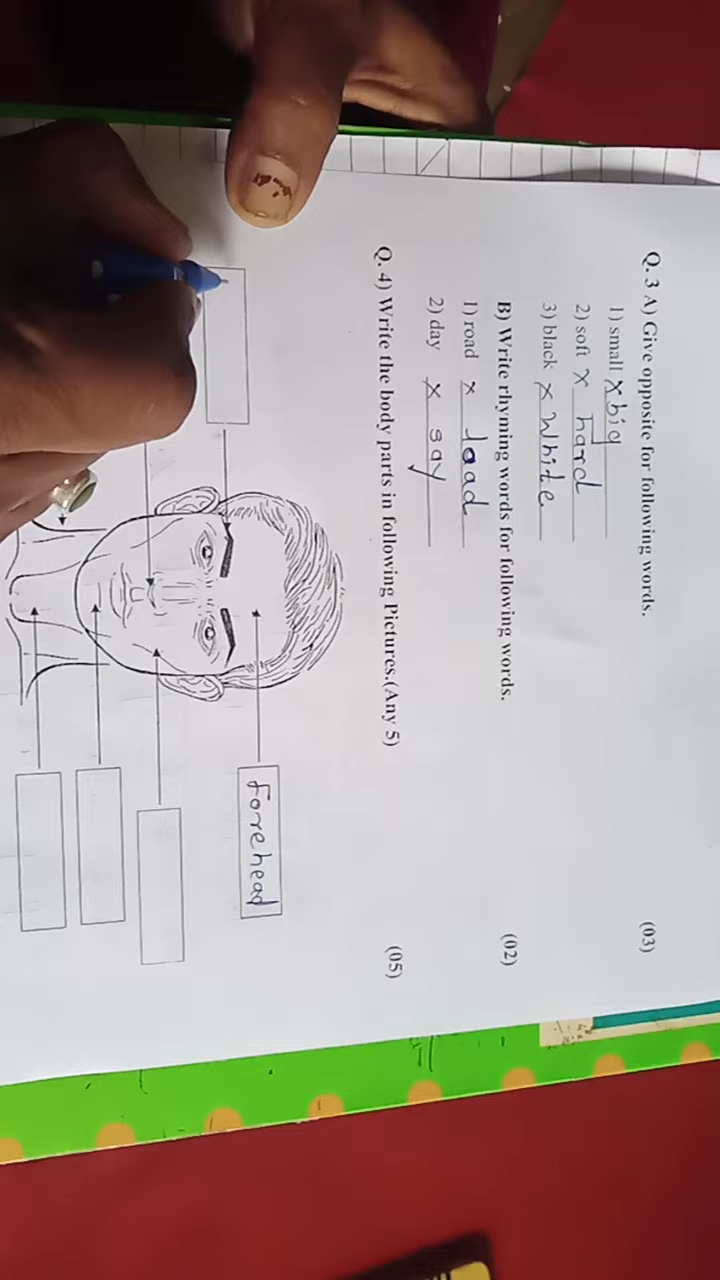 Q. 3 A) Give opposite for following words. (03)
1) small x big
2) soft x hard
3) black x White
B) Write rhyming words for following words. (02)
1) road x load
2) day x say
Q. 4) Write the body parts in following Pictures.(Any 5) (05)
Forehead